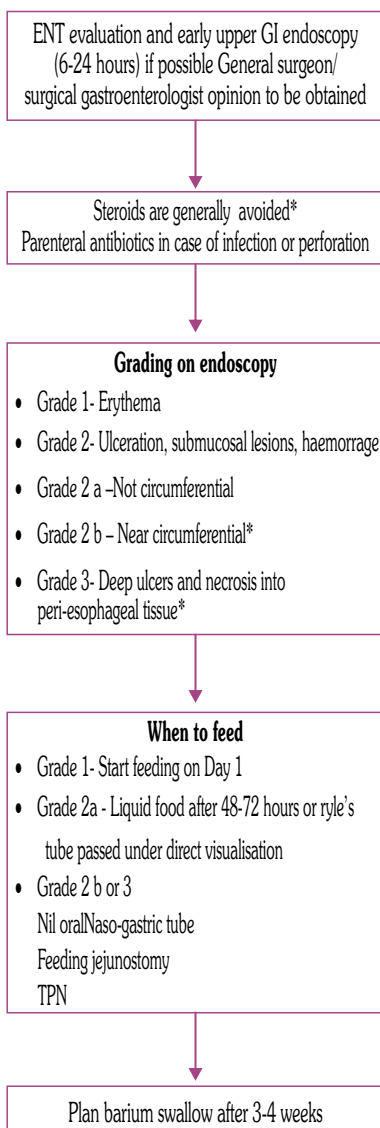 ENT evaluation and early upper GI endoscopy
(6-24 hours) if possible General surgeon/
surgical gastroenterologist opinion to be obtained
Steroids are generally avoided*
Parenteral antibiotics in case of infection or perforation
Grading on endoscopy
• Grade 1- Erythema
• Grade 2- Ulceration, submucosal lesions, haemorrage
• Grade 2 a –Not circumferential
• Grade 2 b – Near circumferential*
• Grade 3- Deep ulcers and necrosis into
peri-esophageal tissue*
When to feed
• Grade 1- Start feeding on Day 1
• Grade 2a - Liquid food after 48-72 hours or ryle's
tube passed under direct visualisation
• Grade 2 b or 3
Nil oralNaso-gastric tube
Feeding jejunostomy
TPN
Plan barium swallow after 3-4 weeks